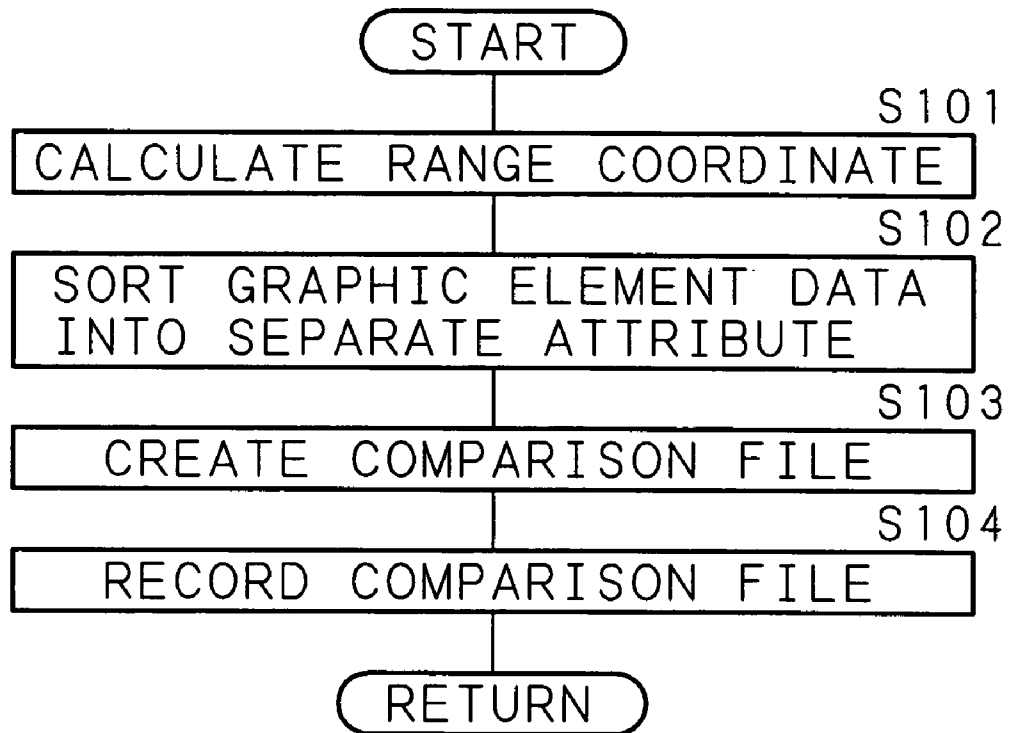 START
S101
CALCULATE RANGE COORDINATE
S102
SORT GRAPHIC ELEMENT DATA
INTO SEPARATE ATTRIBUTE
S103
CREATE COMPARISON FILE
S104
RECORD COMPARISON FILE
RETURN